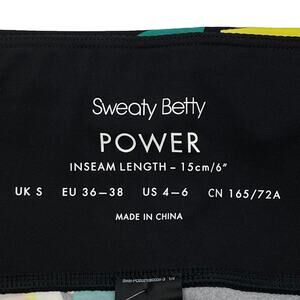 Sweaty Betty
POWER
INSEAM LENGTH – 15cm/6"
UK S EU 36–38 US 4–6 CN 165/72A
MADE IN CHINA